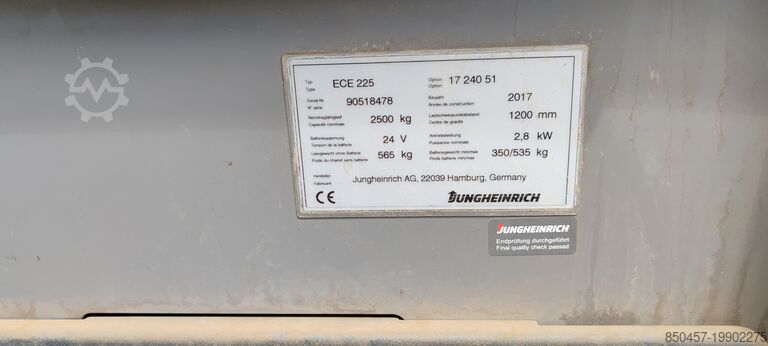 Typ ECE 225 Option 17 240 51
Type Option
Serial Nr. 90518478 Baujahr 2017
N° série Année de construction
Nenntragfähigkeit 2500 kg Lastschwerpunktabstand 1200 mm
Capacité nominale Centre de gravité
Batteriespannung 24 V Antriebsleistung 2,8 kW
Tension de la batterie Puissance nominale
Leergewicht ohne Batterie 565 kg Batteriegewicht min/max 350/535 kg
Poids du chariot sans batterie Poids batterie min/max
Hersteller Jungheinrich AG, 22039 Hamburg, Germany
Fabricant
CE JUNGHEINRICH
JUNGHEINRICH
Endprüfung durchgeführt
Final quality check passed
850457-19902275